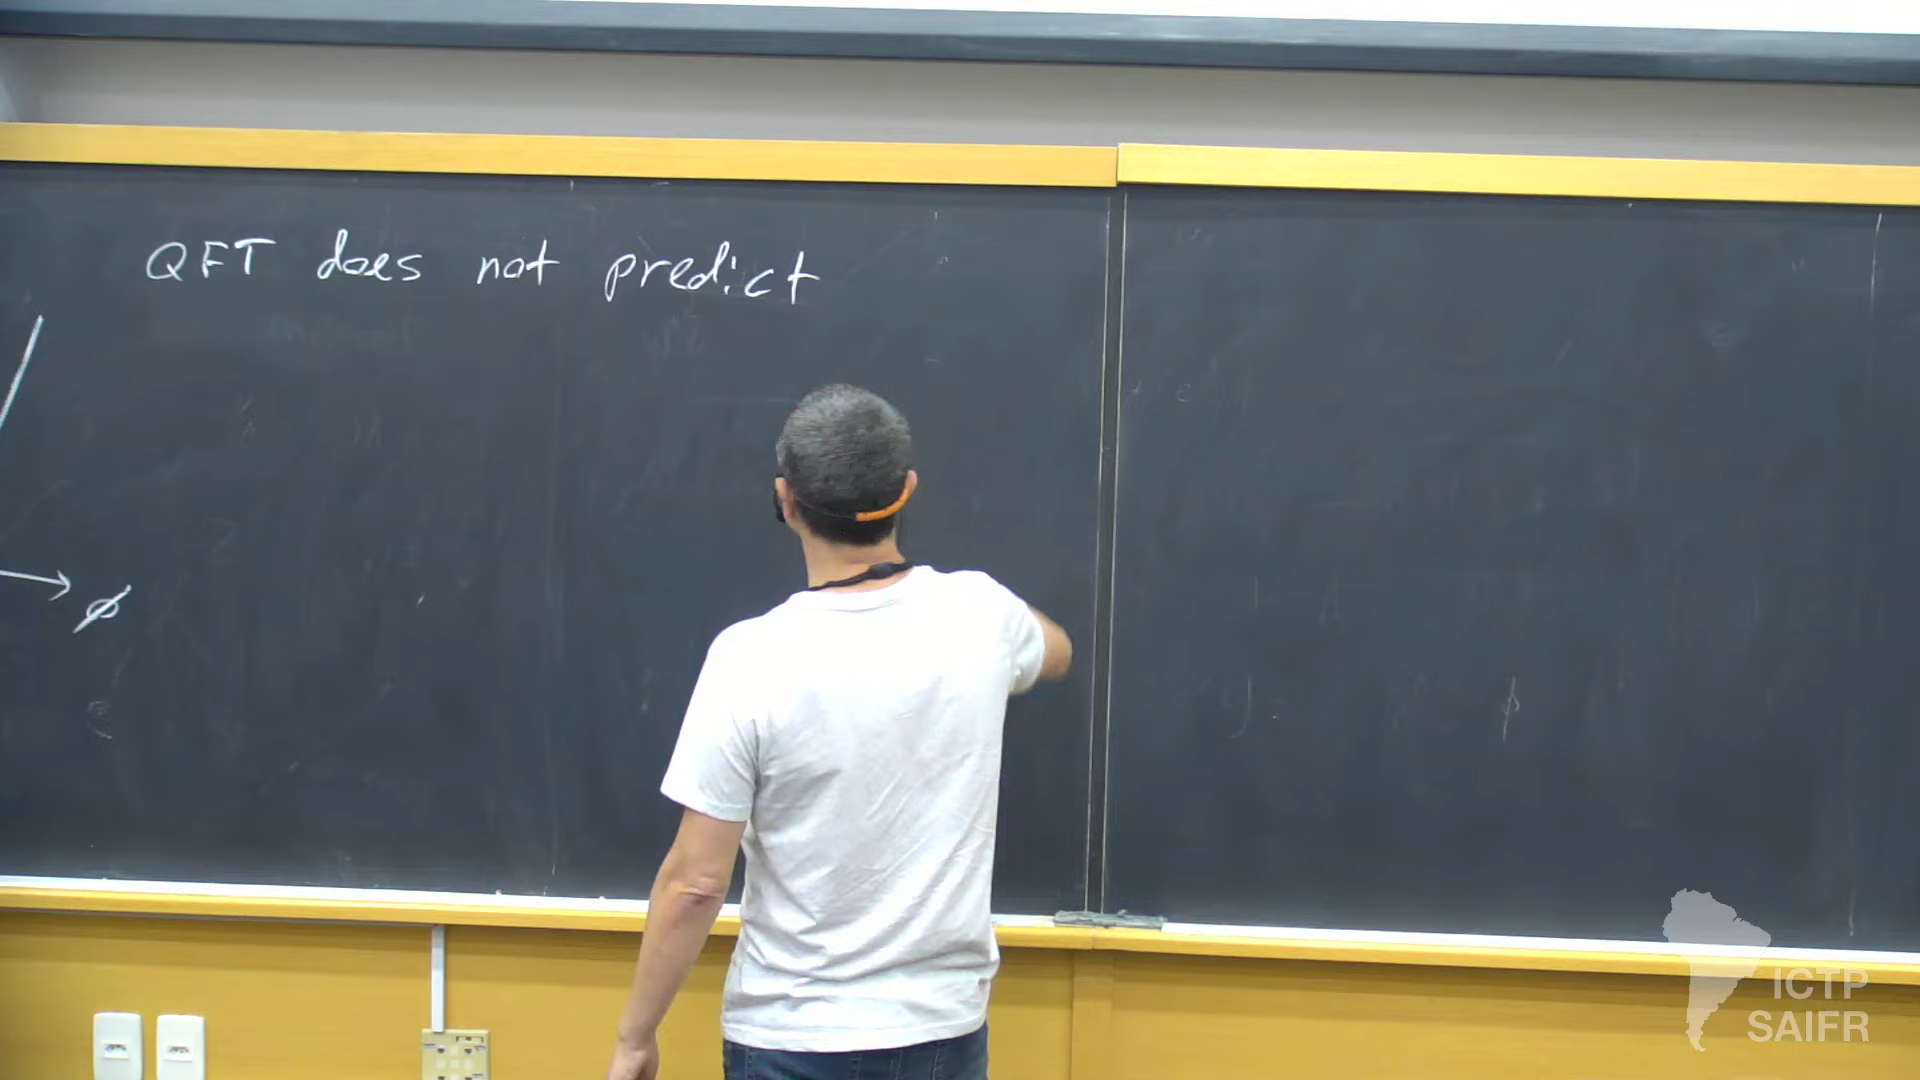 QFT does not predict
ϕ
ICTP
SAIFR